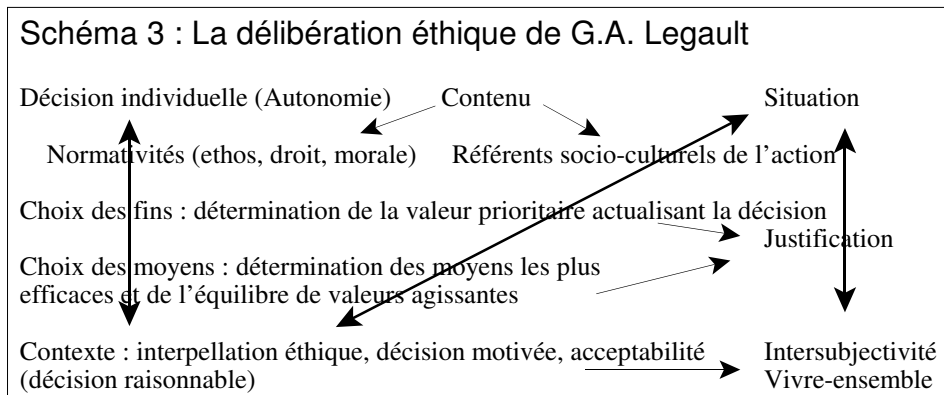 Schéma 3 : La délibération éthique de G.A. Legault
Décision individuelle (Autonomie) Contenu Situation
Normativités (ethos, droit, morale) Référents socio-culturels de l'action
Choix des fins : détermination de la valeur prioritaire actualisant la décision
Justification
Choix des moyens : détermination des moyens les plus
efficaces et de l'équilibre de valeurs agissantes
Contexte : interpellation éthique, décision motivée, acceptabilité Intersubjectivité
(décision raisonnable) Vivre-ensemble